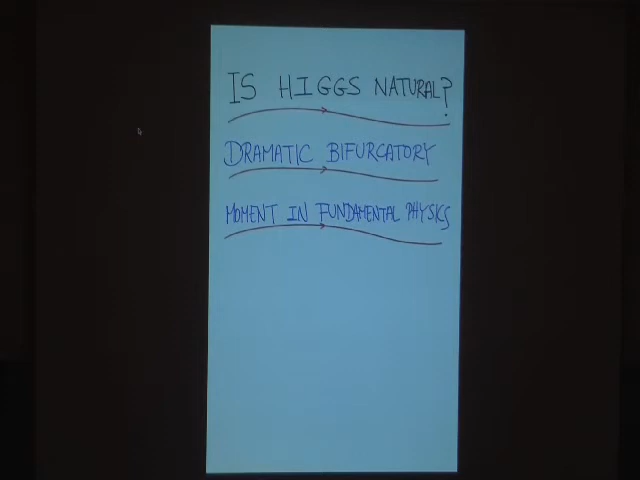 IS HIGGS NATURAL?
DRAMATIC BIFURCATORY
MOMENT IN FUNDAMENTAL PHYSICS